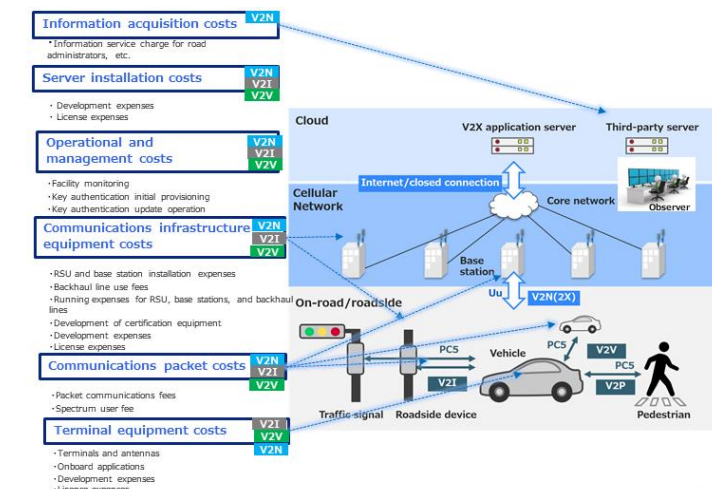 Information acquisition costs
V2N
・Information service charge for road
administrators, etc.
Server installation costs
V2N
V2I
V2V
・ Development expenses
・ License expenses
Operational and
management costs
V2N
V2I
V2V
・Facility monitoring
・Key authentication initial provisioning
・Key authentication update operation
Communications infrastructure
equipment costs
V2N
V2I
V2V
・RSU and base station installation expenses
・Backhaul line use fees
・Running expenses for RSU, base stations, and backhaul
lines
・Development of certification equipment
・Development expenses
・License expenses
Communications packet costs
V2N
V2I
V2V
・Packet communications fees
・Spectrum user fee
Terminal equipment costs
V2I
V2V
V2N
・Terminals and antennas
・Onboard applications
・Development expenses
・License expenses
Cloud
V2X application server
Third-party server
Internet/closed connection
Observer
Cellular
Network
Core network
Base
station
Uu
V2N(2X)
On-road/roadside
PC5
V2I
Vehicle
PC5
V2V
PC5
V2P
Traffic signal
Roadside device
Pedestrian